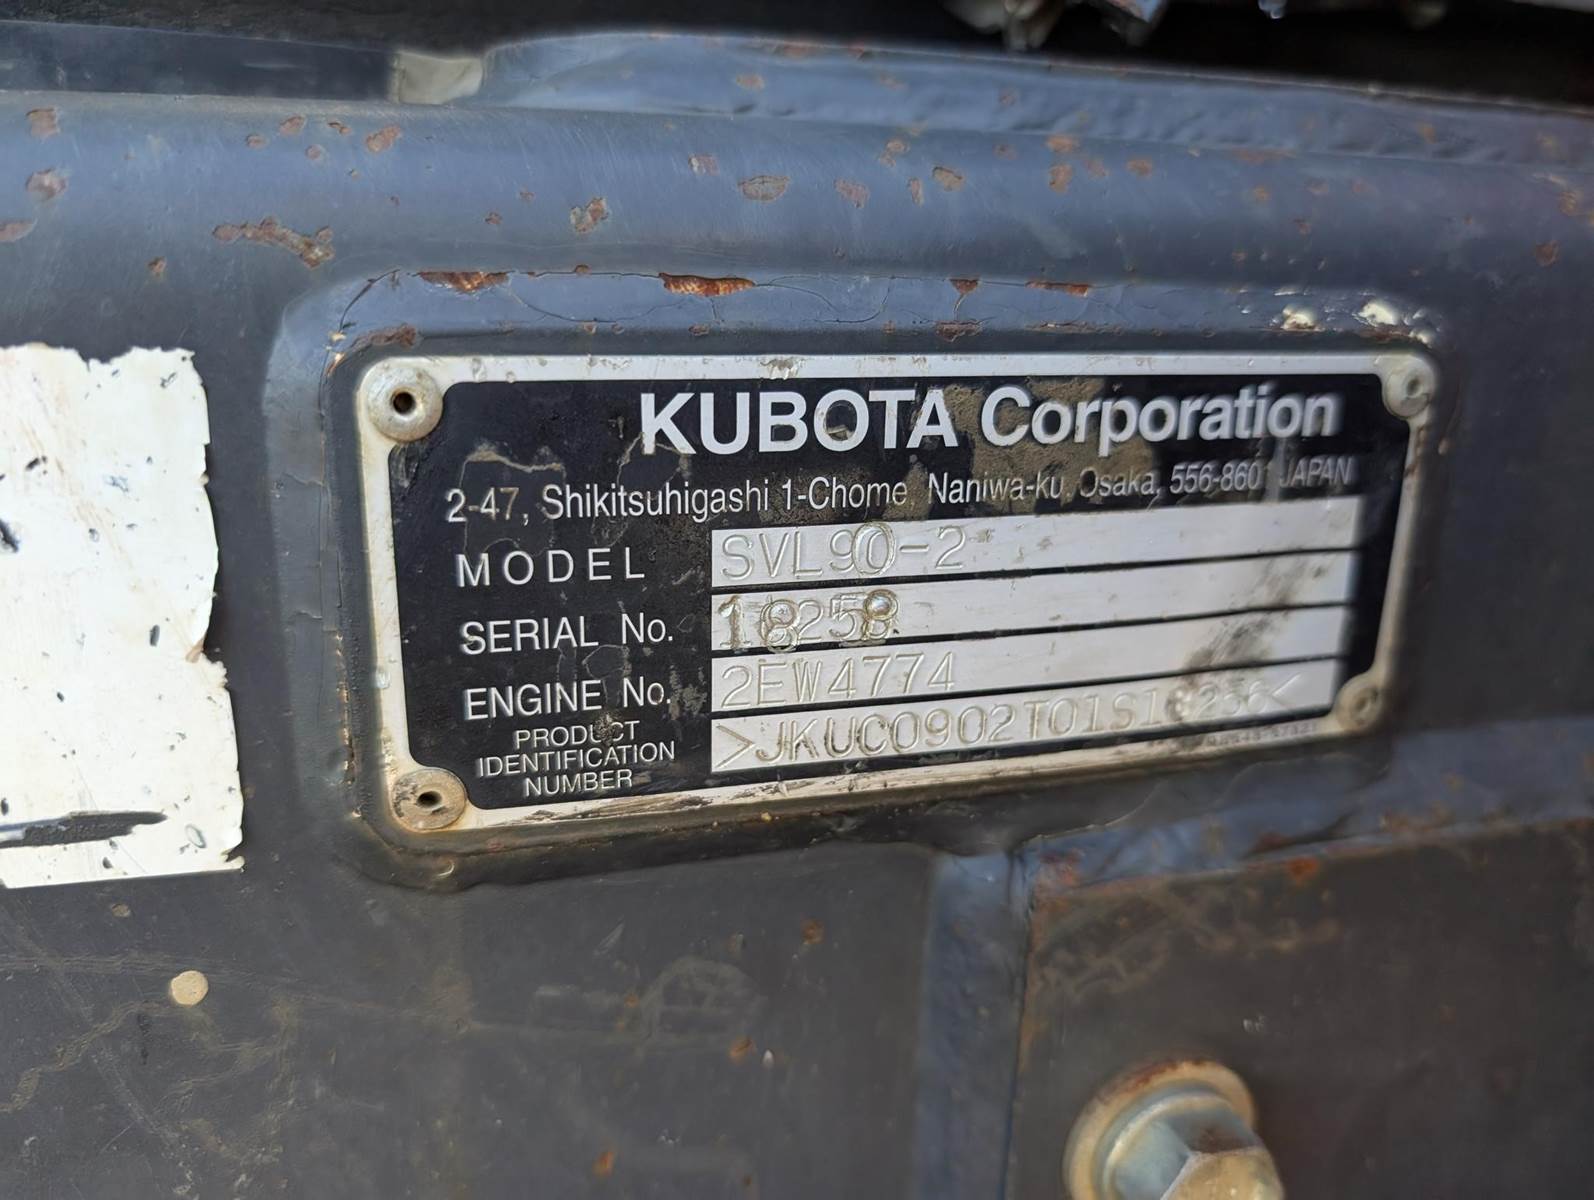 KUBOTA Corporation
2-47, Shikitsuhigashi 1-Chome, Naniwa-ku, Osaka, 556-8601 JAPAN
MODEL SVL90-2
SERIAL No. 18258
ENGINE No. 2EW4774
PRODUCT IDENTIFICATION NUMBER >JKUC0902T01S18256<